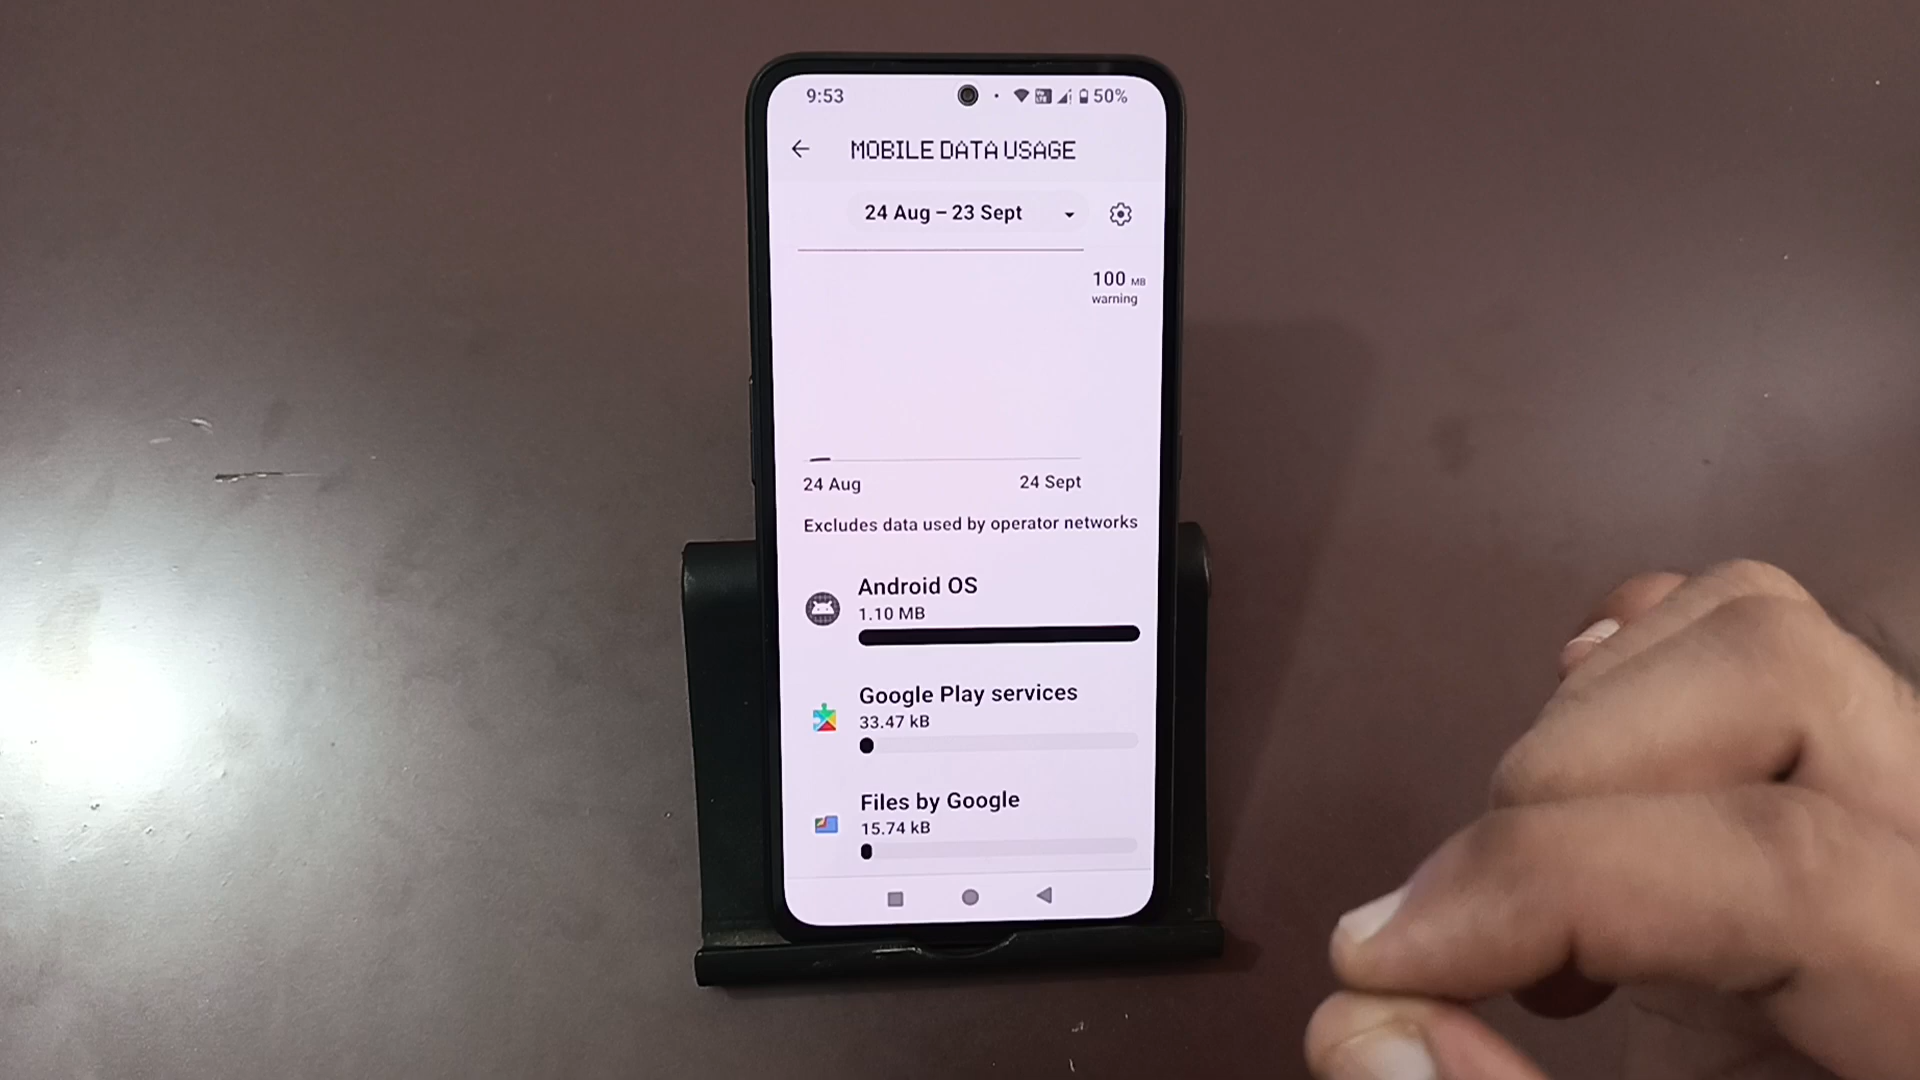 9:53
50%
MOBILE DATA USAGE
24 Aug – 23 Sept
100 MB
warning
24 Aug
24 Sept
Excludes data used by operator networks
Android OS
1.10 MB
Google Play services
33.47 kB
Files by Google
15.74 kB